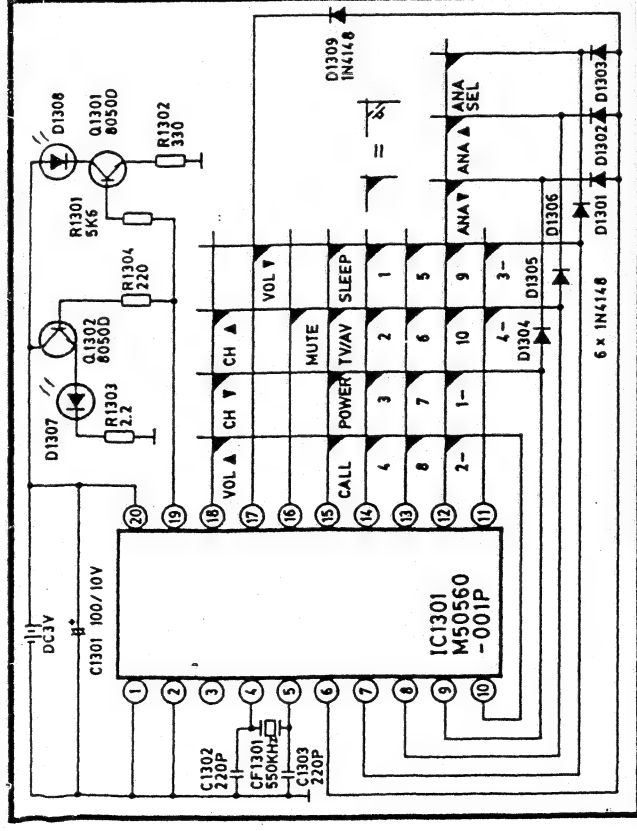 D1308
Q1301
8050D
R1302
330
R1301
5K6
R1304
220
Q1302
8050D
D1307
R1303
2.2
D1309
1N4148
=
ANA
SEL
ANA ▲
ANA ▼
D1303
D1302
D1301
D1306
D1305
D1304
6 x 1N4148
VOL ▼
SLEEP
1
5
9
3-
CH ▲
MUTE
TV/AV
2
6
10
4-
CH ▼
POWER
3
7
1-
VOL ▲
CALL
4
8
2-
DC3V
C1301 100/10V
20
19
18
17
16
15
14
13
12
11
IC1301
M50560
-001P
1
2
3
4
5
6
7
8
9
10
C1302
220P
CF1301
550KHz
C1303
220P